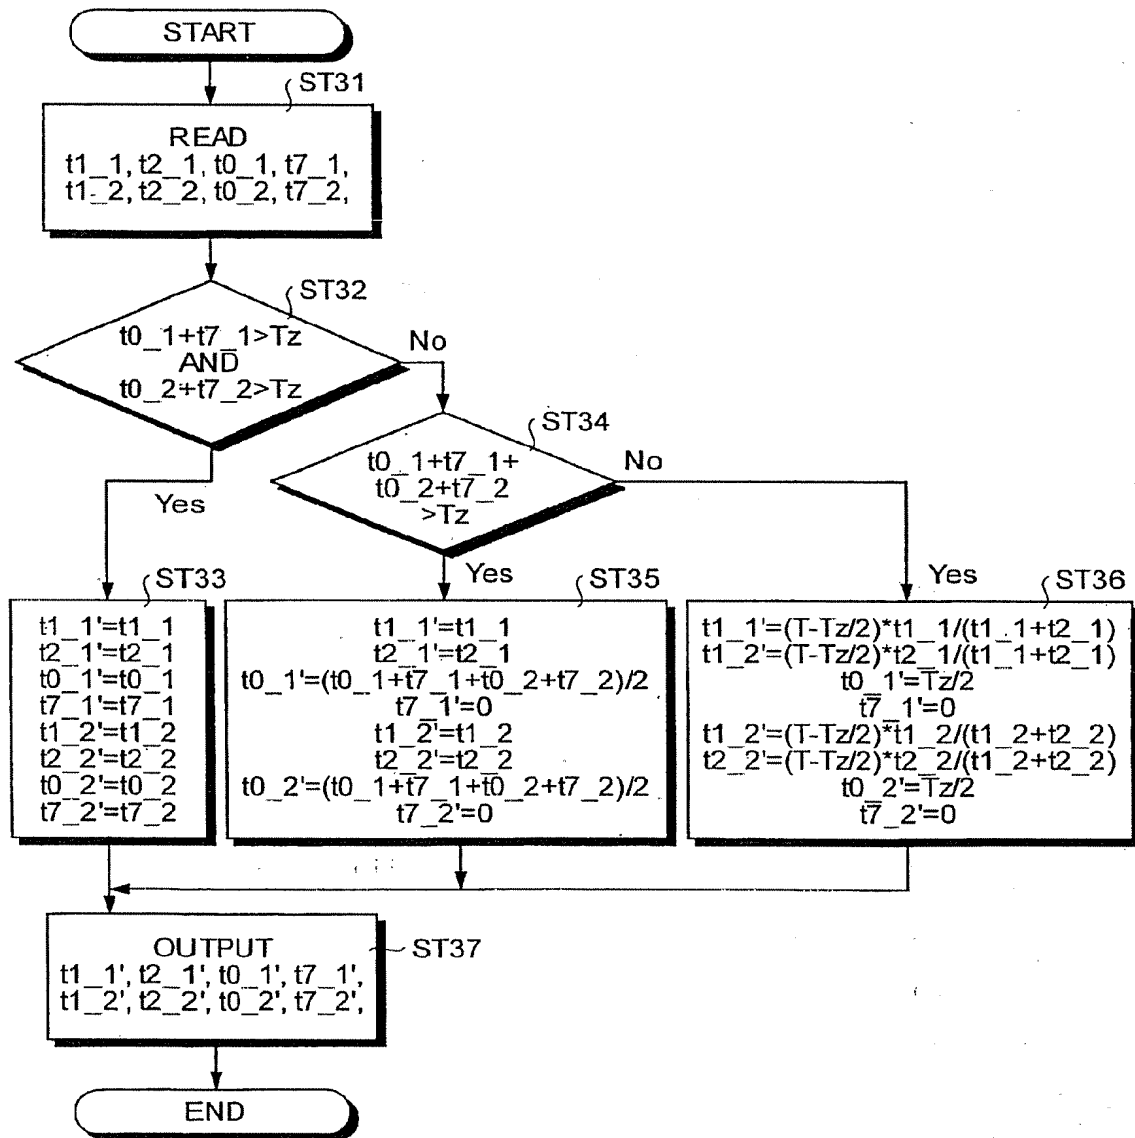 START
ST31
READ
t1_1, t2_1, t0_1, t7_1,
t1_2, t2_2, t0_2, t7_2,
ST32
t0_1+t7_1>Tz
AND
t0_2+t7_2>Tz
No
Yes
ST34
t0_1+t7_1+
t0_2+t7_2
>Tz
No
Yes
Yes
ST33
t1_1'=t1_1
t2_1'=t2_1
t0_1'=t0_1
t7_1'=t7_1
t1_2'=t1_2
t2_2'=t2_2
t0_2'=t0_2
t7_2'=t7_2
ST35
t1_1'=t1_1
t2_1'=t2_1
t0_1'=(t0_1+t7_1+t0_2+t7_2)/2
t7_1'=0
t1_2'=t1_2
t2_2'=t2_2
t0_2'=(t0_1+t7_1+t0_2+t7_2)/2
t7_2'=0
ST36
t1_1'=(T-Tz/2)*t1_1/(t1_1+t2_1)
t1_2'=(T-Tz/2)*t2_1/(t1_1+t2_1)
t0_1'=Tz/2
t7_1'=0
t1_2'=(T-Tz/2)*t1_2/(t1_2+t2_2)
t2_2'=(T-Tz/2)*t2_2/(t1_2+t2_2)
t0_2'=Tz/2
t7_2'=0
OUTPUT
t1_1', t2_1', t0_1', t7_1',
t1_2', t2_2', t0_2', t7_2',
ST37
END